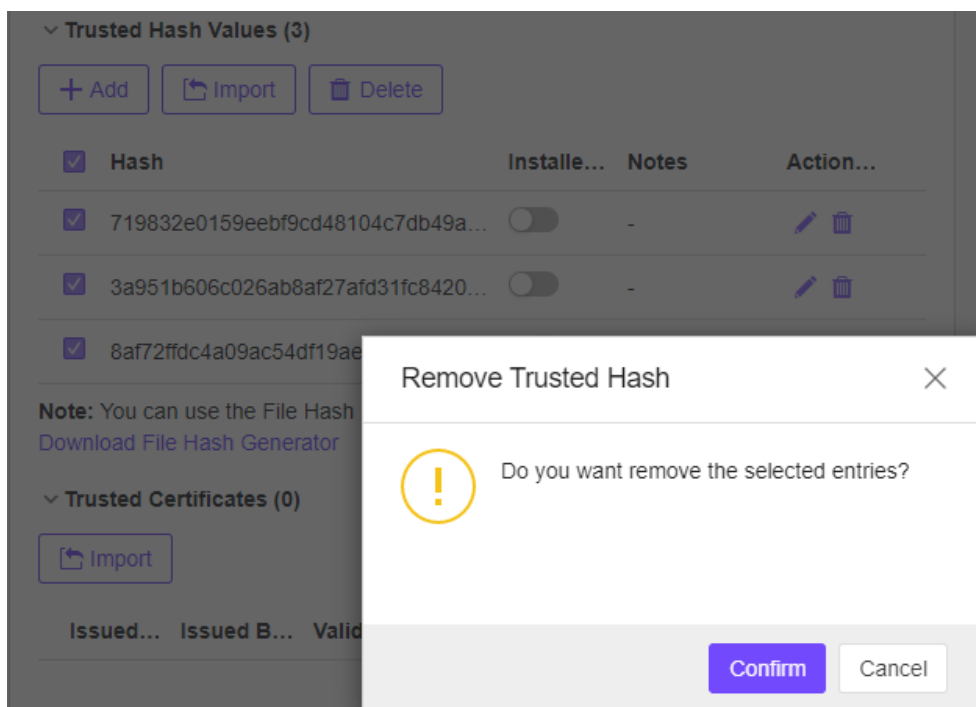 Trusted Hash Values (3)
Add Import Delete
Hash Installe... Notes Action...
719832e0159eebf9cd48104c7db49a... -
3a951b606c026ab8af27afd31fc8420... -
8af72ffdc4a09ac54df19ae
Remove Trusted Hash
Note: You can use the File Hash
Download File Hash Generator
Do you want remove the selected entries?
Trusted Certificates (0)
Import
Issued... Issued B... Valid
Confirm Cancel